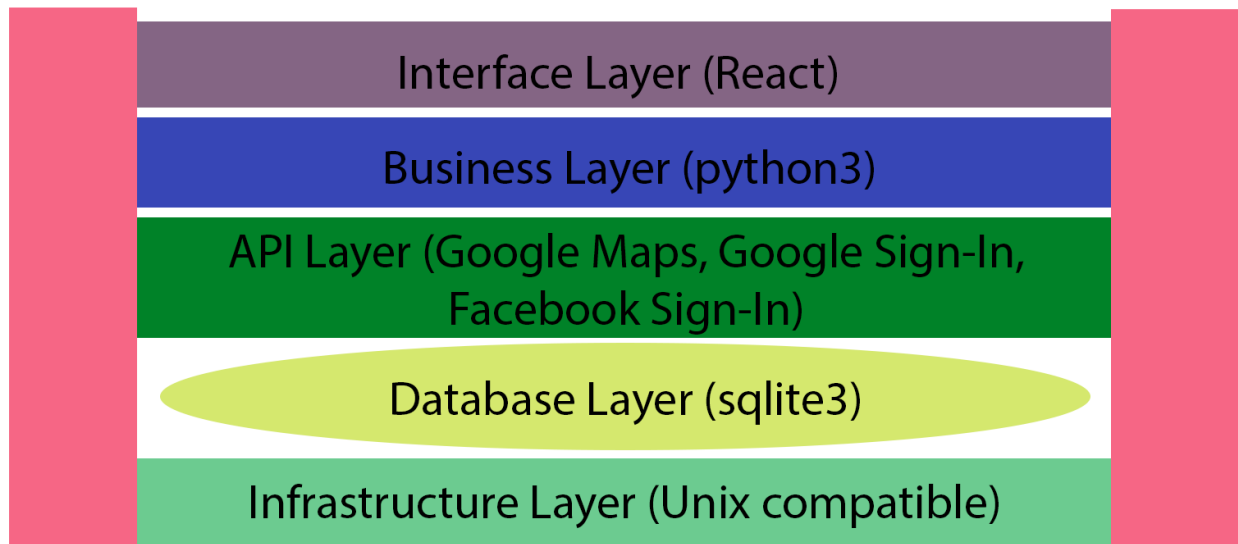 Interface Layer (React)
Business Layer (python3)
API Layer (Google Maps, Google Sign-In,
Facebook Sign-In)
Database Layer (sqlite3)
Infrastructure Layer (Unix compatible)